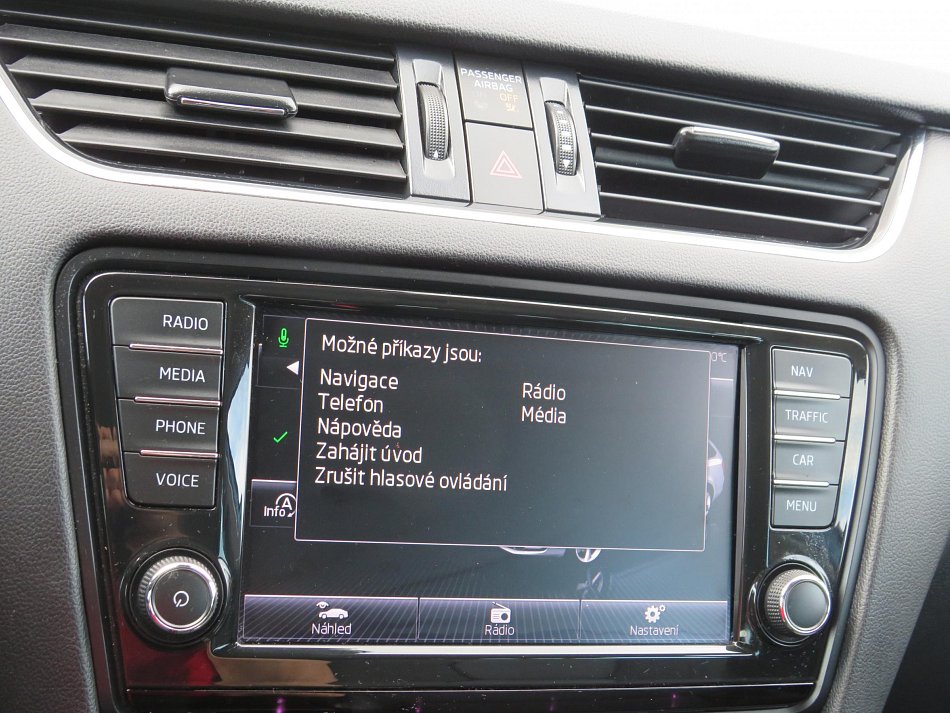 PASSENGER
AIRBAG
OFF
RADIO
MEDIA
PHONE
VOICE
NAV
TRAFFIC
CAR
MENU
Možné příkazy jsou:
Navigace
Telefon
Nápověda
Zahájit úvod
Zrušit hlasové ovládání
Rádio
Média
0°C
A
Info
Náhled
Rádio
Nastavení